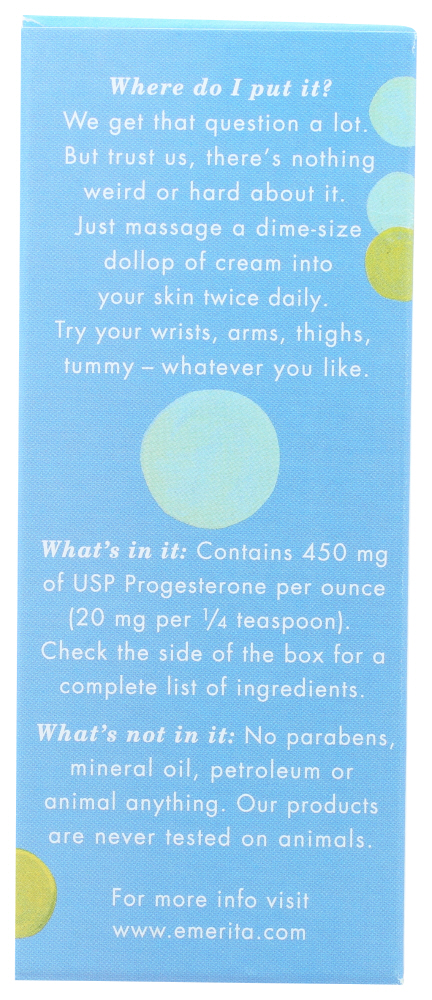 Where do I put it?
We get that question a lot.
But trust us, there's nothing
weird or hard about it.
Just massage a dime-size
dollop of cream into
your skin twice daily.
Try your wrists, arms, thighs,
tummy – whatever you like.
What's in it: Contains 450 mg
of USP Progesterone per ounce
(20 mg per ¼ teaspoon).
Check the side of the box for a
complete list of ingredients.
What's not in it: No parabens,
mineral oil, petroleum or
animal anything. Our products
are never tested on animals.
For more info visit
www.emerita.com